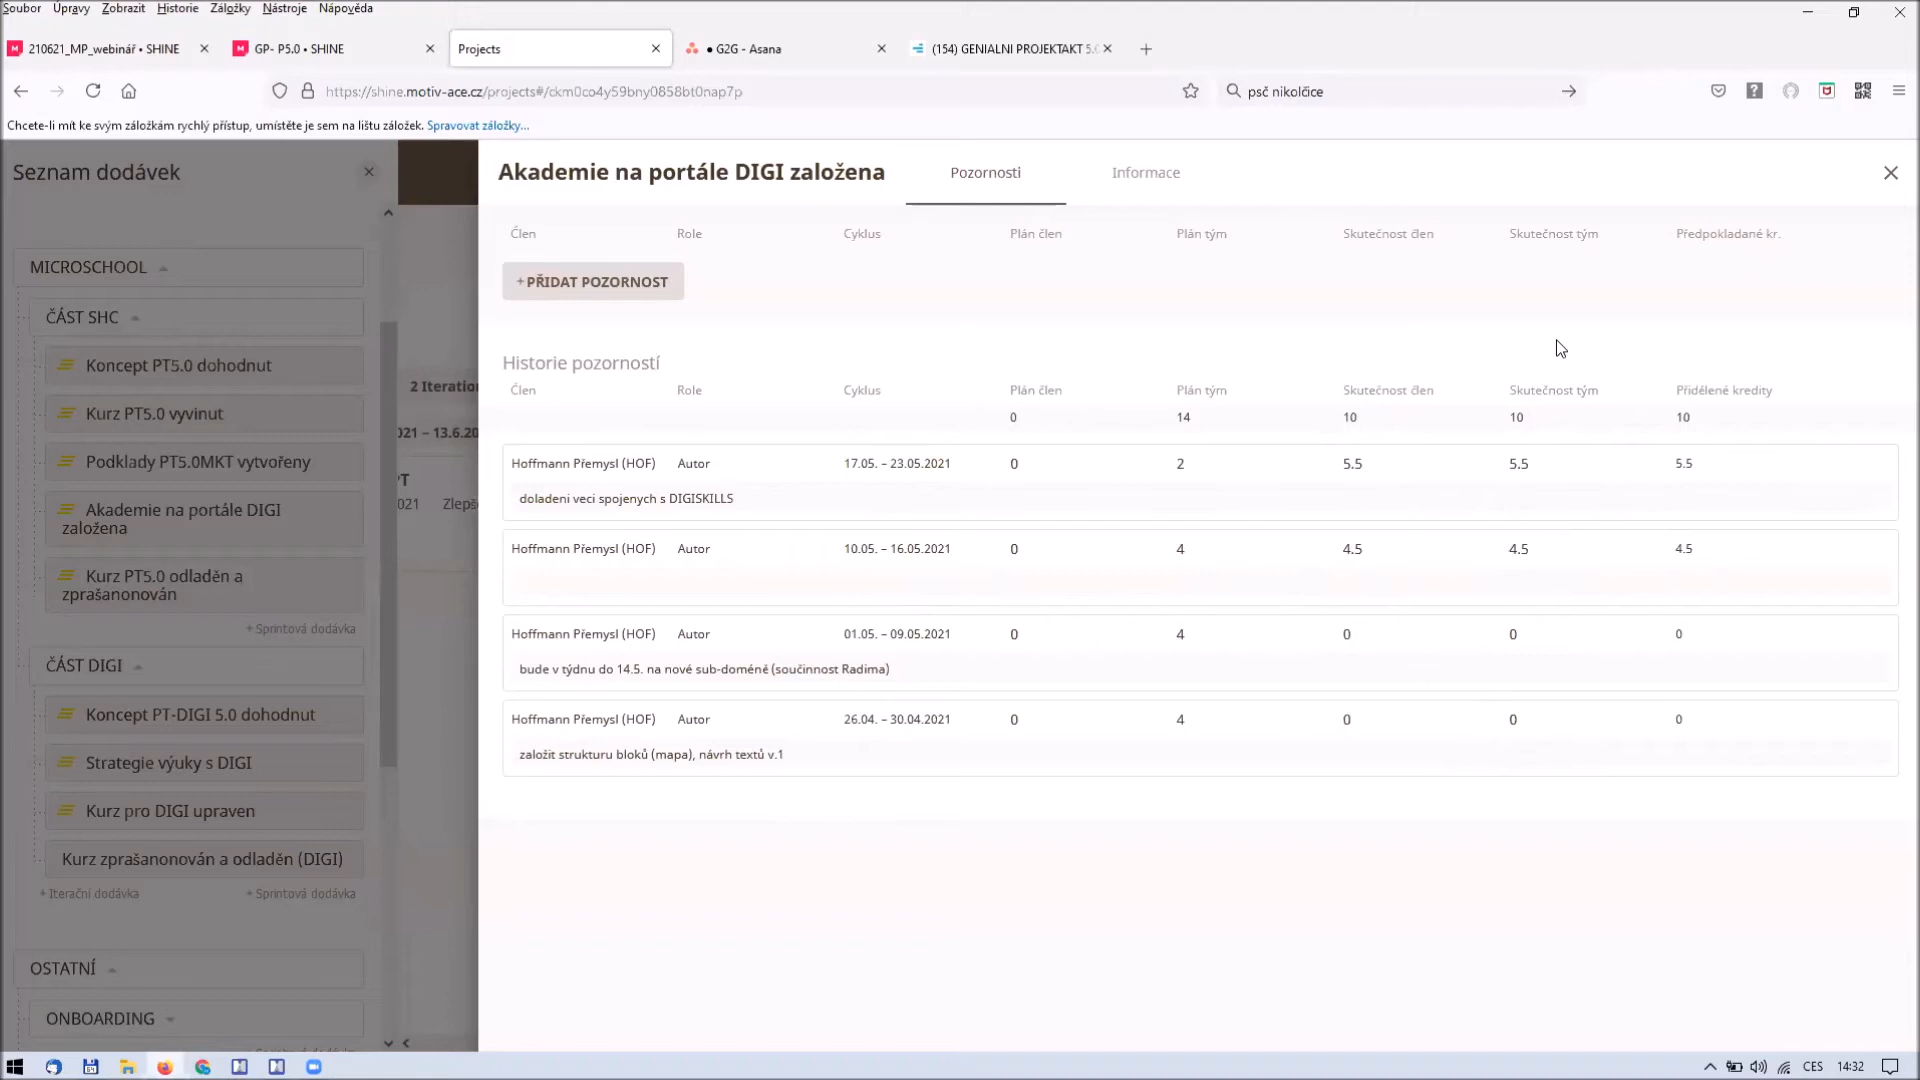 Soubor Úpravy Zobrazit Historie Záložky Nástroje Nápověda
210621_MP_webinář • SHINE
GP- P5.0 • SHINE
Projects
● G2G - Asana
(154) GENIALNI PROJEKTAKT 5.
https://shine.motiv-ace.cz/projects#/ckm0co4y59bny0858bt0nap7p
psč nikolčice
Chcete-li mít ke svým záložkám rychlý přístup, umístěte je sem na lištu záložek. Spravovat záložky...
Seznam dodávek
MICROSCHOOL
ČÁST SHC
Koncept PT5.0 dohodnut
Kurz PT5.0 vyvinut
Podklady PT5.0MKT vytvořeny
Akademie na portále DIGI
založena
Kurz PT5.0 odladěn a
zprašanonován
+ Sprintová dodávka
ČÁST DIGI
Koncept PT-DIGI 5.0 dohodnut
Strategie výuky s DIGI
Kurz pro DIGI upraven
Kurz zprašanonován a odladěn (DIGI)
+ Iterační dodávka + Sprintová dodávka
OSTATNÍ
ONBOARDING
2 Iteration
021 – 13.6.20
PT
021 Zlepš
Akademie na portále DIGI založena
Pozornosti
Informace
Člen Role Cyklus Plán člen Plán tým Skutečnost člen Skutečnost tým Předpokládané kr.
+ PŘIDAT POZORNOST
Historie pozorností
Člen Role Cyklus Plán člen Plán tým Skutečnost člen Skutečnost tým Přidělené kredity
0 14 10 10 10
Hoffmann Přemysl (HOF) Autor 17.05. – 23.05.2021 0 2 5.5 5.5 5.5
doladeni veci spojenych s DIGISKILLS
Hoffmann Přemysl (HOF) Autor 10.05. – 16.05.2021 0 4 4.5 4.5 4.5
Hoffmann Přemysl (HOF) Autor 01.05. – 09.05.2021 0 4 0 0 0
bude v týdnu do 14.5. na nové sub-doméně (součinnost Radima)
Hoffmann Přemysl (HOF) Autor 26.04. – 30.04.2021 0 4 0 0 0
založit strukturu bloků (mapa), návrh textů v.1
CES 14:32